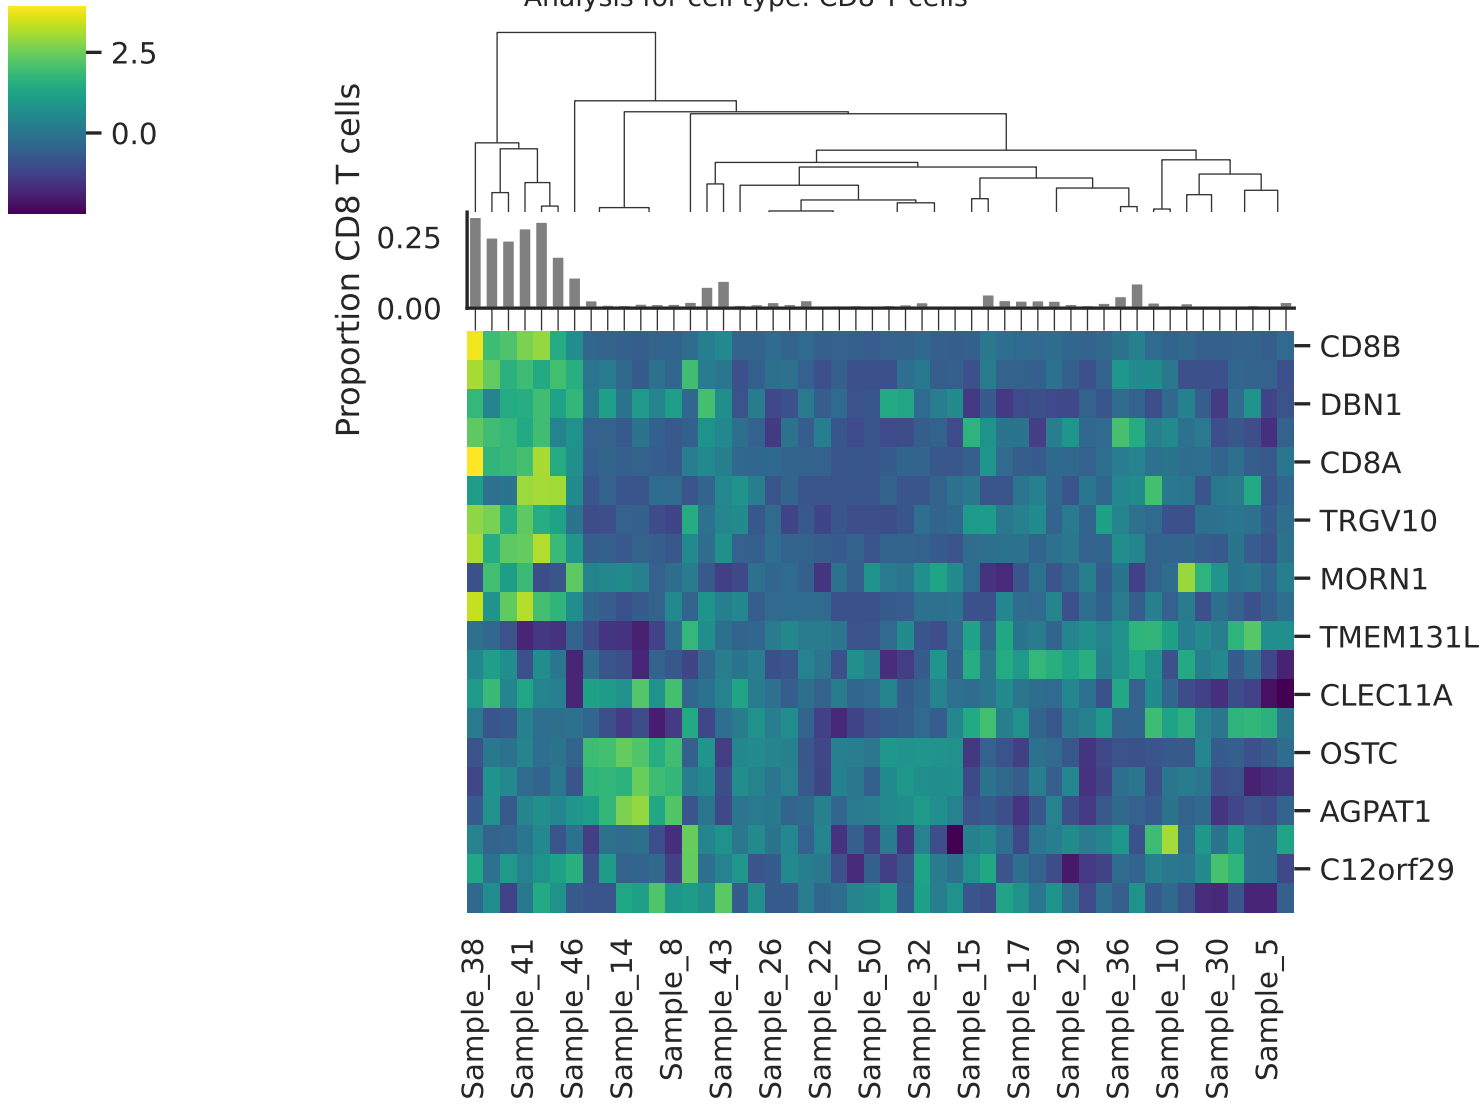 Analysis for cell type: CD8 T cells
2.5
0.0
Proportion CD8 T cells
0.25
0.00
CD8B
DBN1
CD8A
TRGV10
MORN1
TMEM131L
CLEC11A
OSTC
AGPAT1
C12orf29
Sample_38
Sample_41
Sample_46
Sample_14
Sample_8
Sample_43
Sample_26
Sample_22
Sample_50
Sample_32
Sample_15
Sample_17
Sample_29
Sample_36
Sample_10
Sample_30
Sample_5